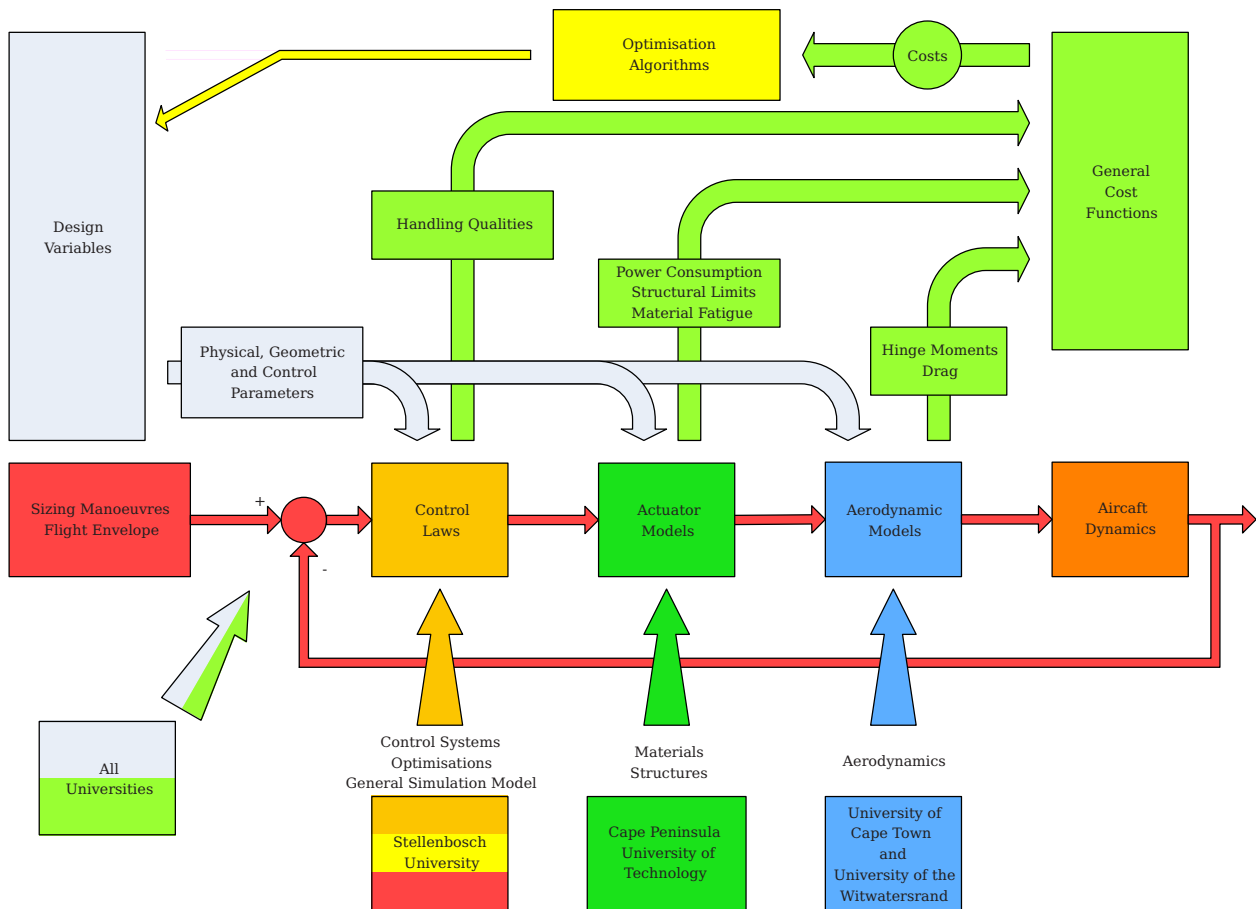 Optimisation
Algorithms
Costs
Design
Variables
Handling Qualities
General
Cost
Functions
Power Consumption
Structural Limits
Material Fatigue
Physical, Geometric
and Control
Parameters
Hinge Moments
Drag
Sizing Manoeuvres
Flight Envelope
+
-
Control
Laws
Actuator
Models
Aerodynamic
Models
Aircaft
Dynamics
All
Universities
Control Systems
Optimisations
General Simulation Model
Materials
Structures
Aerodynamics
Stellenbosch
University
Cape Peninsula
University of
Technology
University of
Cape Town
and
University of the
Witwatersrand